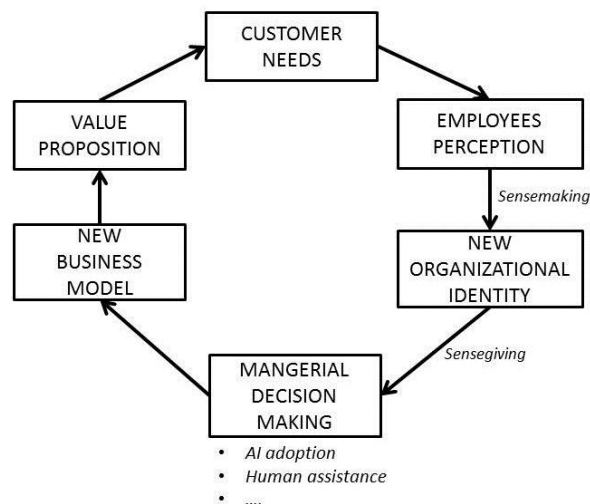 CUSTOMER
NEEDS
EMPLOYEES
PERCEPTION
Sensemaking
NEW
ORGANIZATIONAL
IDENTITY
Sensegiving
MANGERIAL
DECISION
MAKING
• AI adoption
• Human assistance
• ....
NEW
BUSINESS
MODEL
VALUE
PROPOSITION